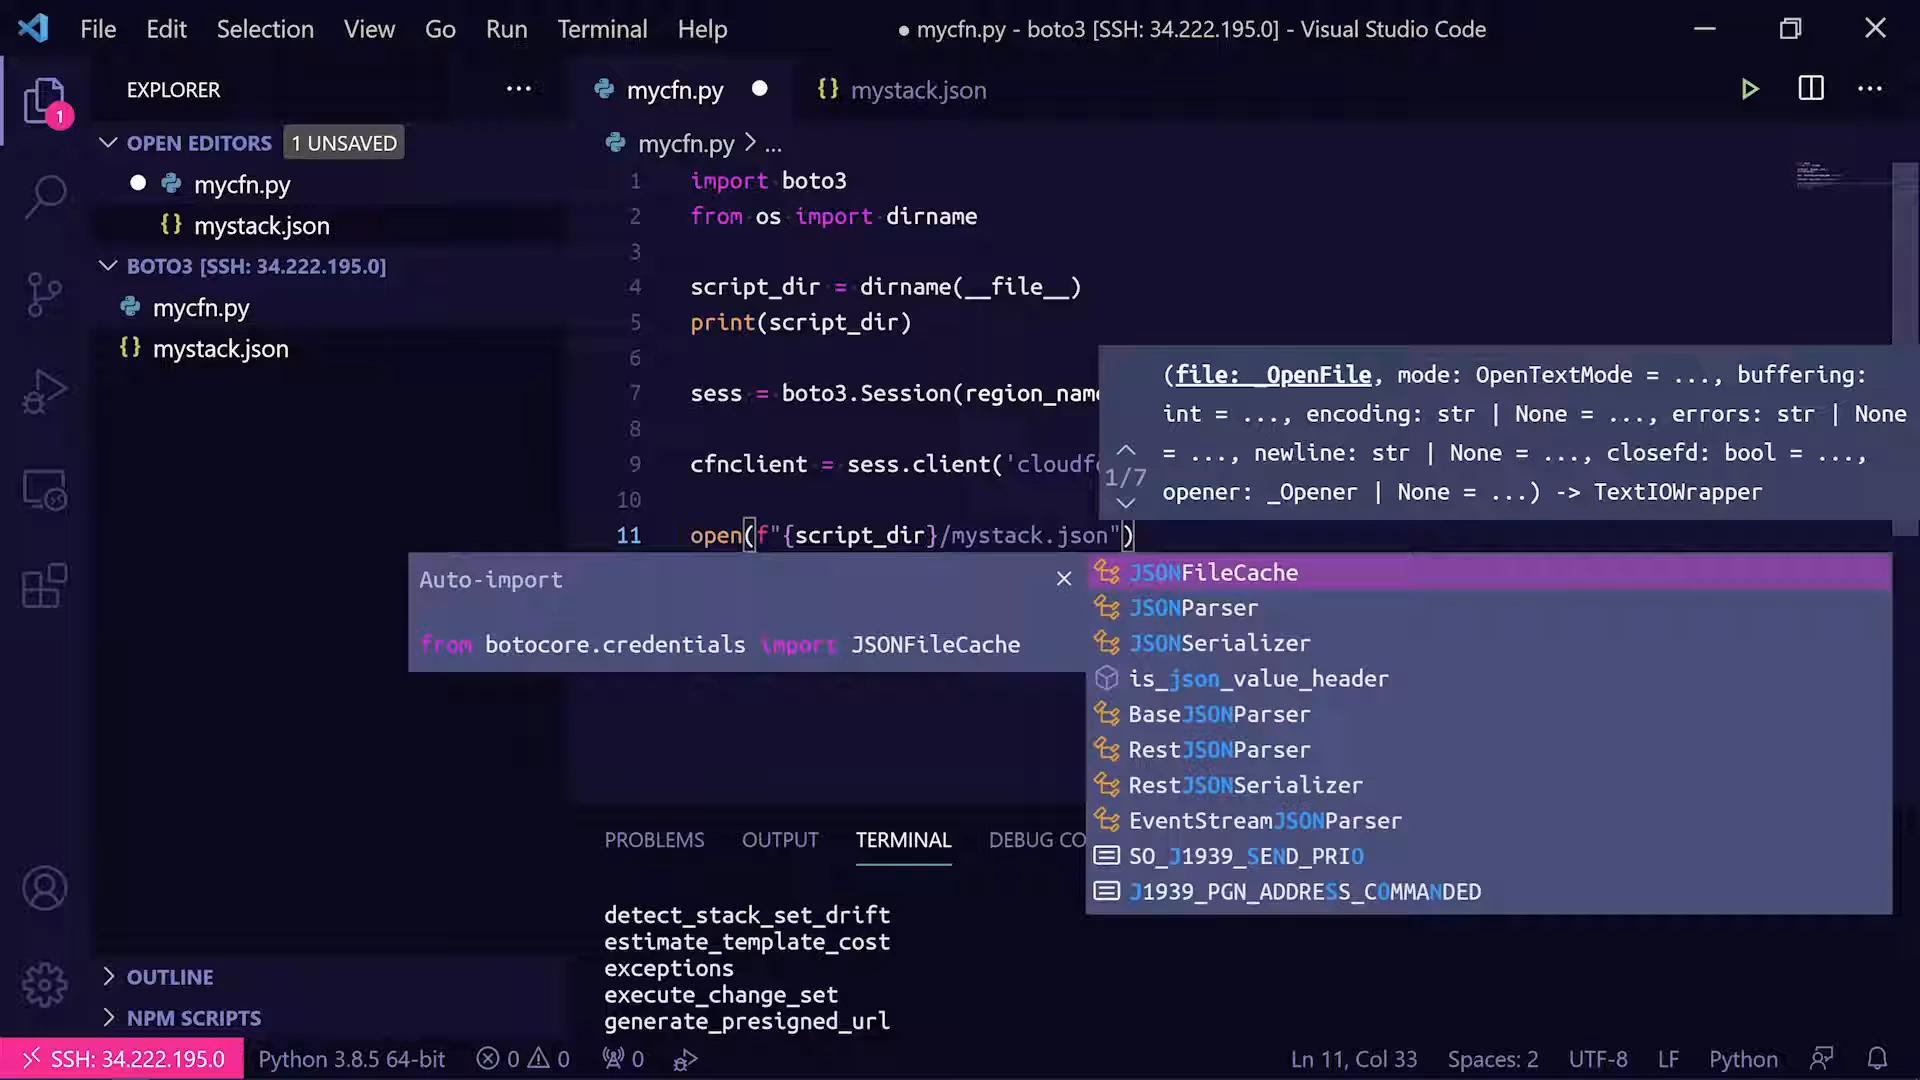 File Edit Selection View Go Run Terminal Help
● mycfn.py - boto3 [SSH: 34.222.195.0] - Visual Studio Code
EXPLORER
1
OPEN EDITORS 1 UNSAVED
mycfn.py
mystack.json
BOTO3 [SSH: 34.222.195.0]
mycfn.py
mystack.json
OUTLINE
NPM SCRIPTS
mycfn.py
mystack.json
mycfn.py > ...
1 import boto3
2 from os import dirname
3
4 script_dir = dirname(__file__)
5 print(script_dir)
6
7 sess = boto3.Session(region_name
8
9 cfnclient = sess.client('cloudf
10
11 open(f"{script_dir}/mystack.json")
(file: _OpenFile, mode: OpenTextMode = ..., buffering:
int = ..., encoding: str | None = ..., errors: str | None
= ..., newline: str | None = ..., closefd: bool = ...,
opener: _Opener | None = ...) -> TextIOWrapper
1/7
Auto-import
from botocore.credentials import JSONFileCache
JSONFileCache
JSONParser
JSONSerializer
is_json_value_header
BaseJSONParser
RestJSONParser
RestJSONSerializer
EventStreamJSONParser
SO_J1939_SEND_PRIO
J1939_PGN_ADDRESS_COMMANDED
PROBLEMS OUTPUT TERMINAL DEBUG CO
detect_stack_set_drift
estimate_template_cost
exceptions
execute_change_set
generate_presigned_url
SSH: 34.222.195.0 Python 3.8.5 64-bit 0 0 0
Ln 11, Col 33 Spaces: 2 UTF-8 LF Python